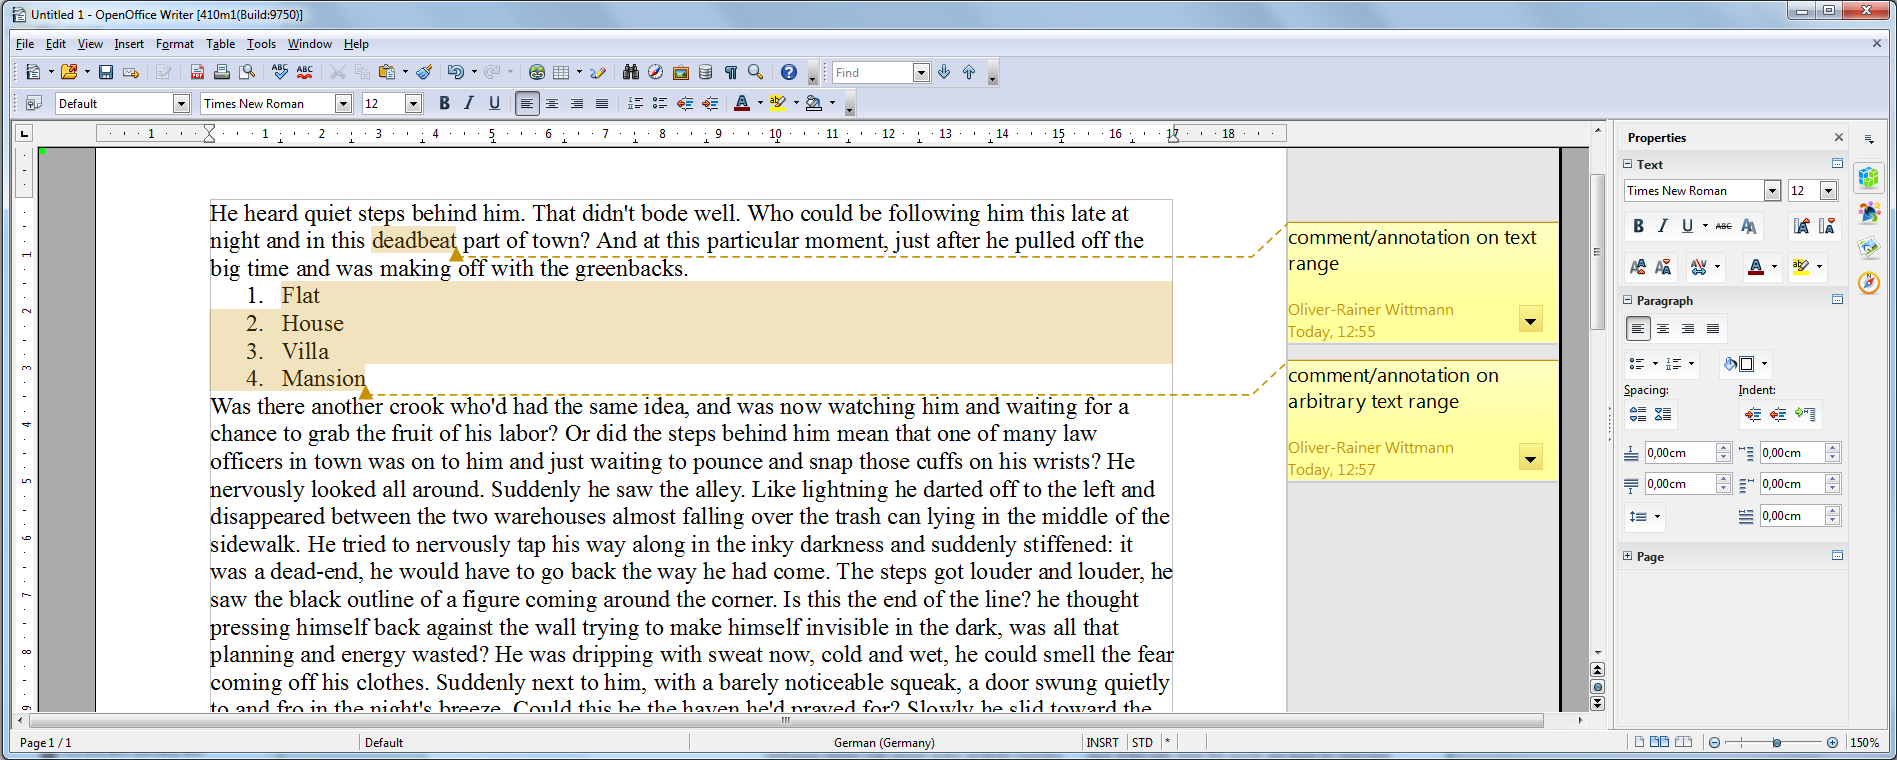 Untitled 1 - OpenOffice Writer [410m1(Build:9750)]
File Edit View Insert Format Table Tools Window Help
Find
Default Times New Roman 12 B I U
1 1 2 3 4 5 6 7 8 9 10 11 12 13 14 15 16 17 18
He heard quiet steps behind him. That didn't bode well. Who could be following him this late at
night and in this deadbeat part of town? And at this particular moment, just after he pulled off the
big time and was making off with the greenbacks.
1. Flat
2. House
3. Villa
4. Mansion
Was there another crook who'd had the same idea, and was now watching him and waiting for a
chance to grab the fruit of his labor? Or did the steps behind him mean that one of many law
officers in town was on to him and just waiting to pounce and snap those cuffs on his wrists? He
nervously looked all around. Suddenly he saw the alley. Like lightning he darted off to the left and
disappeared between the two warehouses almost falling over the trash can lying in the middle of the
sidewalk. He tried to nervously tap his way along in the inky darkness and suddenly stiffened: it
was a dead-end, he would have to go back the way he had come. The steps got louder and louder, he
saw the black outline of a figure coming around the corner. Is this the end of the line? he thought
pressing himself back against the wall trying to make himself invisible in the dark, was all that
planning and energy wasted? He was dripping with sweat now, cold and wet, he could smell the fear
coming off his clothes. Suddenly next to him, with a barely noticeable squeak, a door swung quietly
to and fro in the night's breeze. Could this be the haven he'd prayed for? Slowly he slid toward the
comment/annotation on text
range
Oliver-Rainer Wittmann
Today, 12:55
comment/annotation on
arbitrary text range
Oliver-Rainer Wittmann
Today, 12:57
Properties
Text
Times New Roman 12
B I U ABC A
Paragraph
Spacing: Indent:
0,00cm 0,00cm
0,00cm 0,00cm
0,00cm
Page
Page 1 / 1 Default German (Germany) INSRT STD * 150%